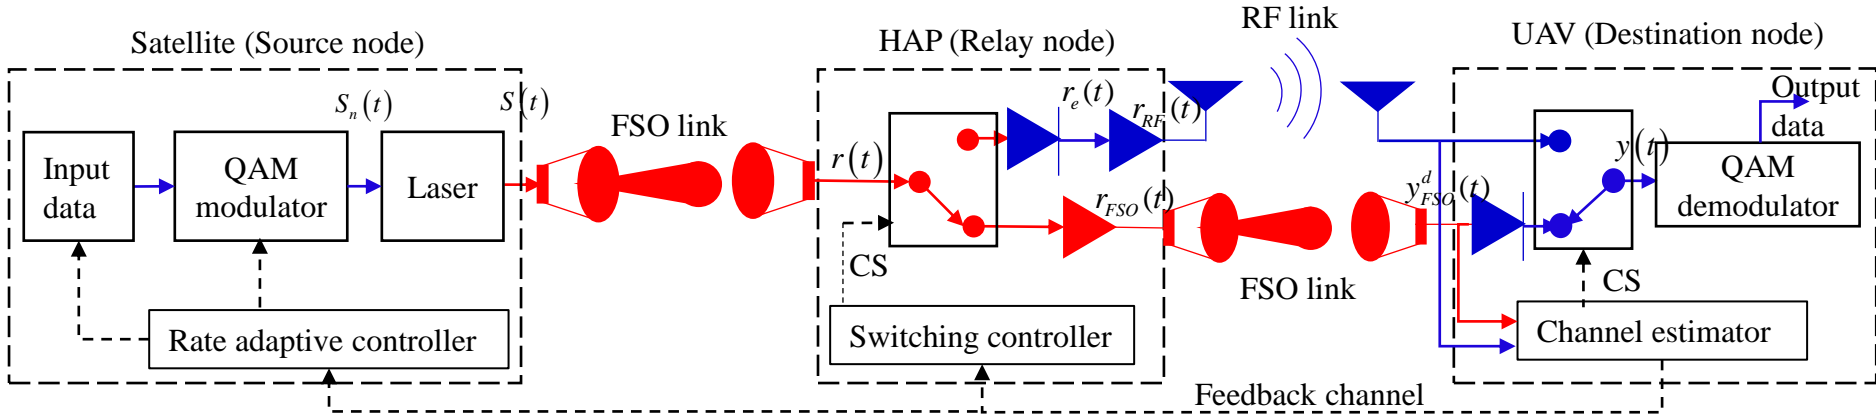 Satellite (Source node)
HAP (Relay node)
RF link
UAV (Destination node)
S_n(t)
S(t)
FSO link
r_e(t)
r_RF(t)
Output
data
Input
data
QAM
modulator
Laser
r(t)
r_FSO(t)
y^d_FSO(t)
y(t)
QAM
demodulator
CS
FSO link
CS
Rate adaptive controller
Switching controller
Channel estimator
Feedback channel